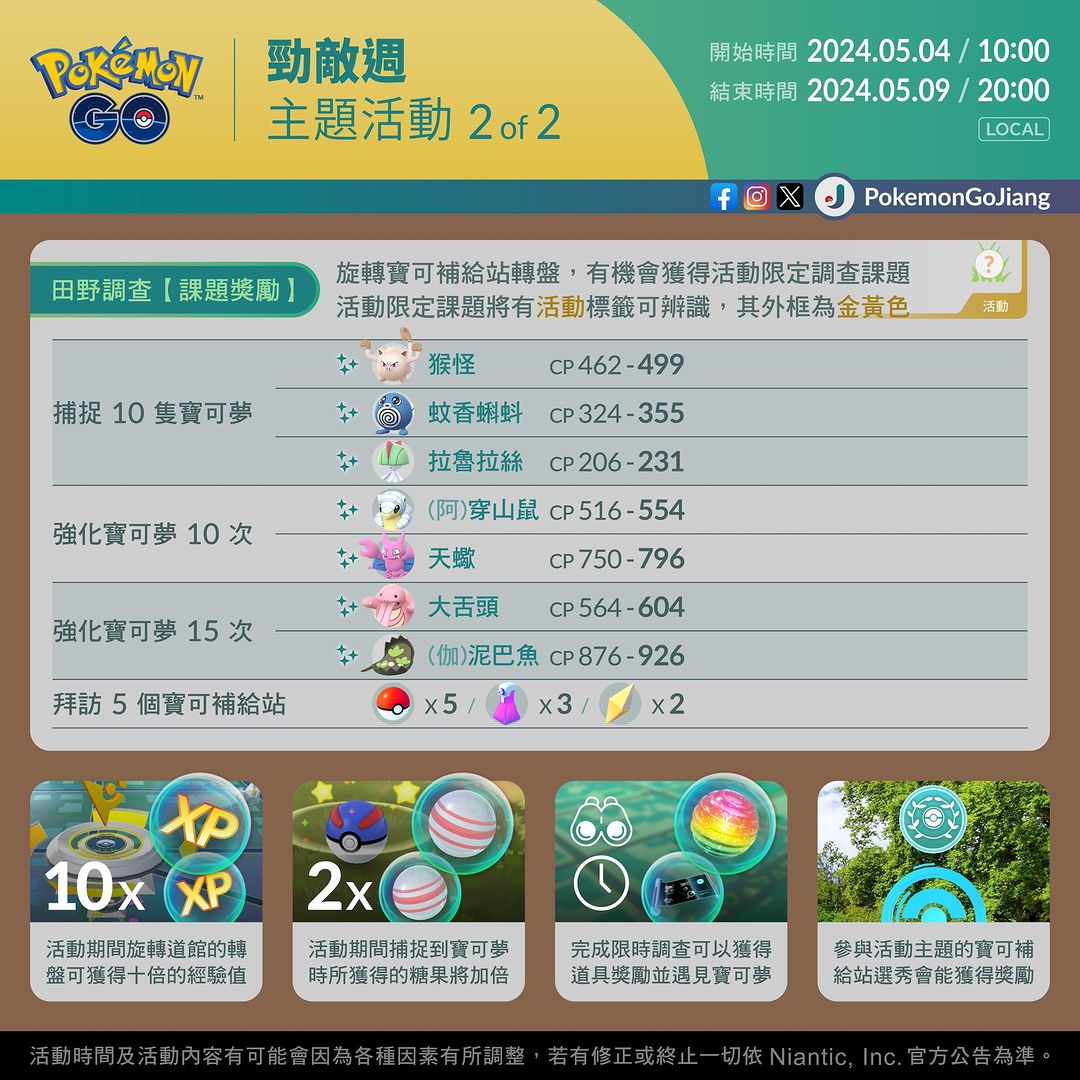 POKÉMON GO™
勁敵週
主題活動 2 of 2
開始時間 2024.05.04 / 10:00
結束時間 2024.05.09 / 20:00
LOCAL
PokemonGoJiang
田野調查【課題獎勵】
旋轉寶可補給站轉盤，有機會獲得活動限定調查課題
活動限定課題將有活動標籤可辨識，其外框為金黃色
?
活動
捕捉 10 隻寶可夢
猴怪 CP 462 - 499
蚊香蝌蚪 CP 324 - 355
拉魯拉絲 CP 206 - 231
強化寶可夢 10 次
(阿)穿山鼠 CP 516 - 554
天蠍 CP 750 - 796
強化寶可夢 15 次
大舌頭 CP 564 - 604
(伽)泥巴魚 CP 876 - 926
拜訪 5 個寶可補給站
x 5 / x 3 / x 2
10x
XP
XP
活動期間旋轉道館的轉
盤可獲得十倍的經驗值
2x
活動期間捕捉到寶可夢
時所獲得的糖果將加倍
完成限時調查可以獲得
道具獎勵並遇見寶可夢
參與活動主題的寶可補
給站選秀會能獲得獎勵
活動時間及活動內容有可能會因為各種因素有所調整，若有修正或終止一切依 Niantic, Inc. 官方公告為準。